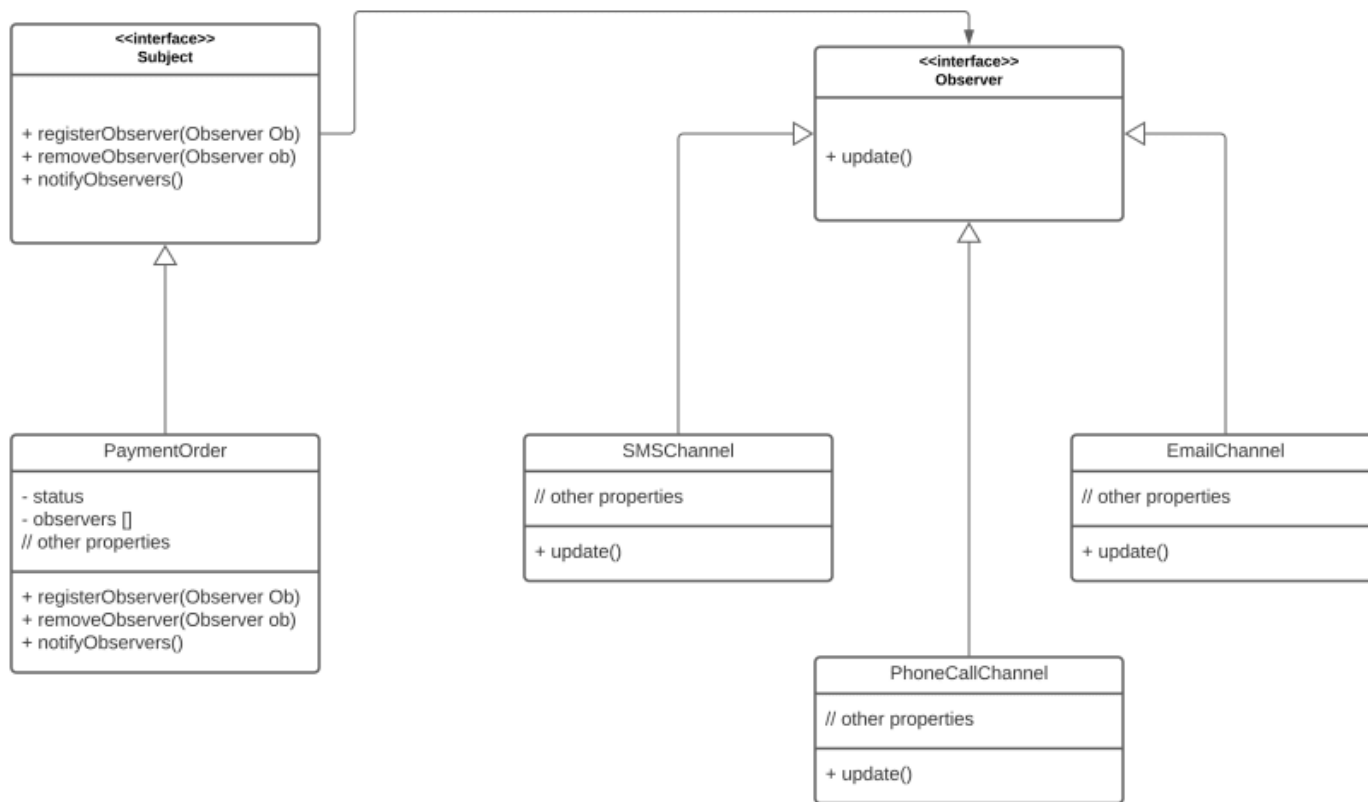 <<interface>>
Subject
+ registerObserver(Observer Ob)
+ removeObserver(Observer ob)
+ notifyObservers()
<<interface>>
Observer
+ update()
PaymentOrder
- status
- observers []
// other properties
+ registerObserver(Observer Ob)
+ removeObserver(Observer ob)
+ notifyObservers()
SMSChannel
// other properties
+ update()
EmailChannel
// other properties
+ update()
PhoneCallChannel
// other properties
+ update()